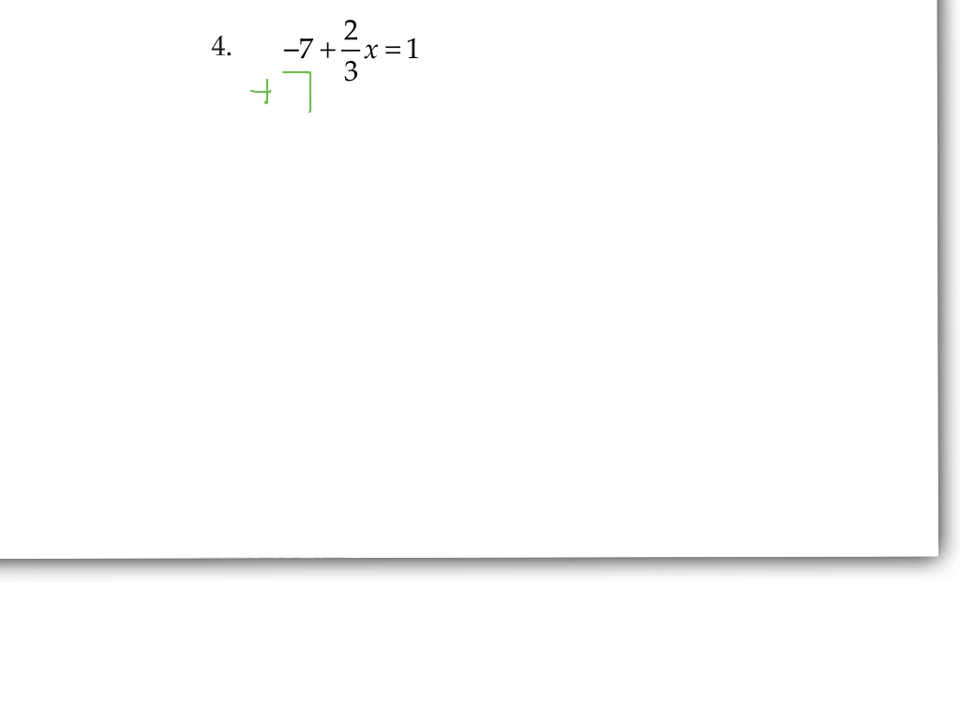 4. –7 + 2/3 x = 1
+ 7